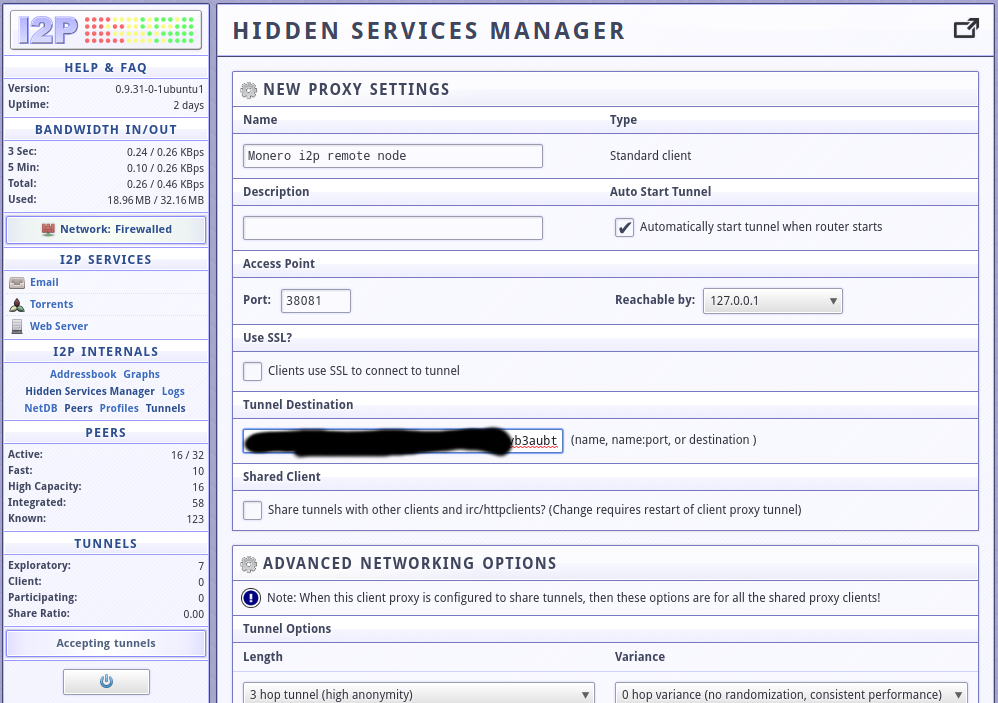 I2P
HELP & FAQ
Version: 0.9.31-0-1ubuntu1
Uptime: 2 days
BANDWIDTH IN/OUT
3 Sec: 0.24 / 0.26 KBps
5 Min: 0.10 / 0.26 KBps
Total: 0.26 / 0.46 KBps
Used: 18.96 MB / 32.16 MB
Network: Firewalled
I2P SERVICES
Email
Torrents
Web Server
I2P INTERNALS
Addressbook Graphs
Hidden Services Manager Logs
NetDB Peers Profiles Tunnels
PEERS
Active: 16 / 32
Fast: 10
High Capacity: 16
Integrated: 58
Known: 123
TUNNELS
Exploratory: 7
Client: 0
Participating: 0
Share Ratio: 0.00
Accepting tunnels
HIDDEN SERVICES MANAGER
NEW PROXY SETTINGS
Name Type
Monero i2p remote node Standard client
Description Auto Start Tunnel
Automatically start tunnel when router starts
Access Point
Port: 38081 Reachable by: 127.0.0.1
Use SSL?
Clients use SSL to connect to tunnel
Tunnel Destination
b3aubt (name, name:port, or destination )
Shared Client
Share tunnels with other clients and irc/httpclients? (Change requires restart of client proxy tunnel)
ADVANCED NETWORKING OPTIONS
Note: When this client proxy is configured to share tunnels, then these options are for all the shared proxy clients!
Tunnel Options
Length Variance
3 hop tunnel (high anonymity) 0 hop variance (no randomization, consistent performance)